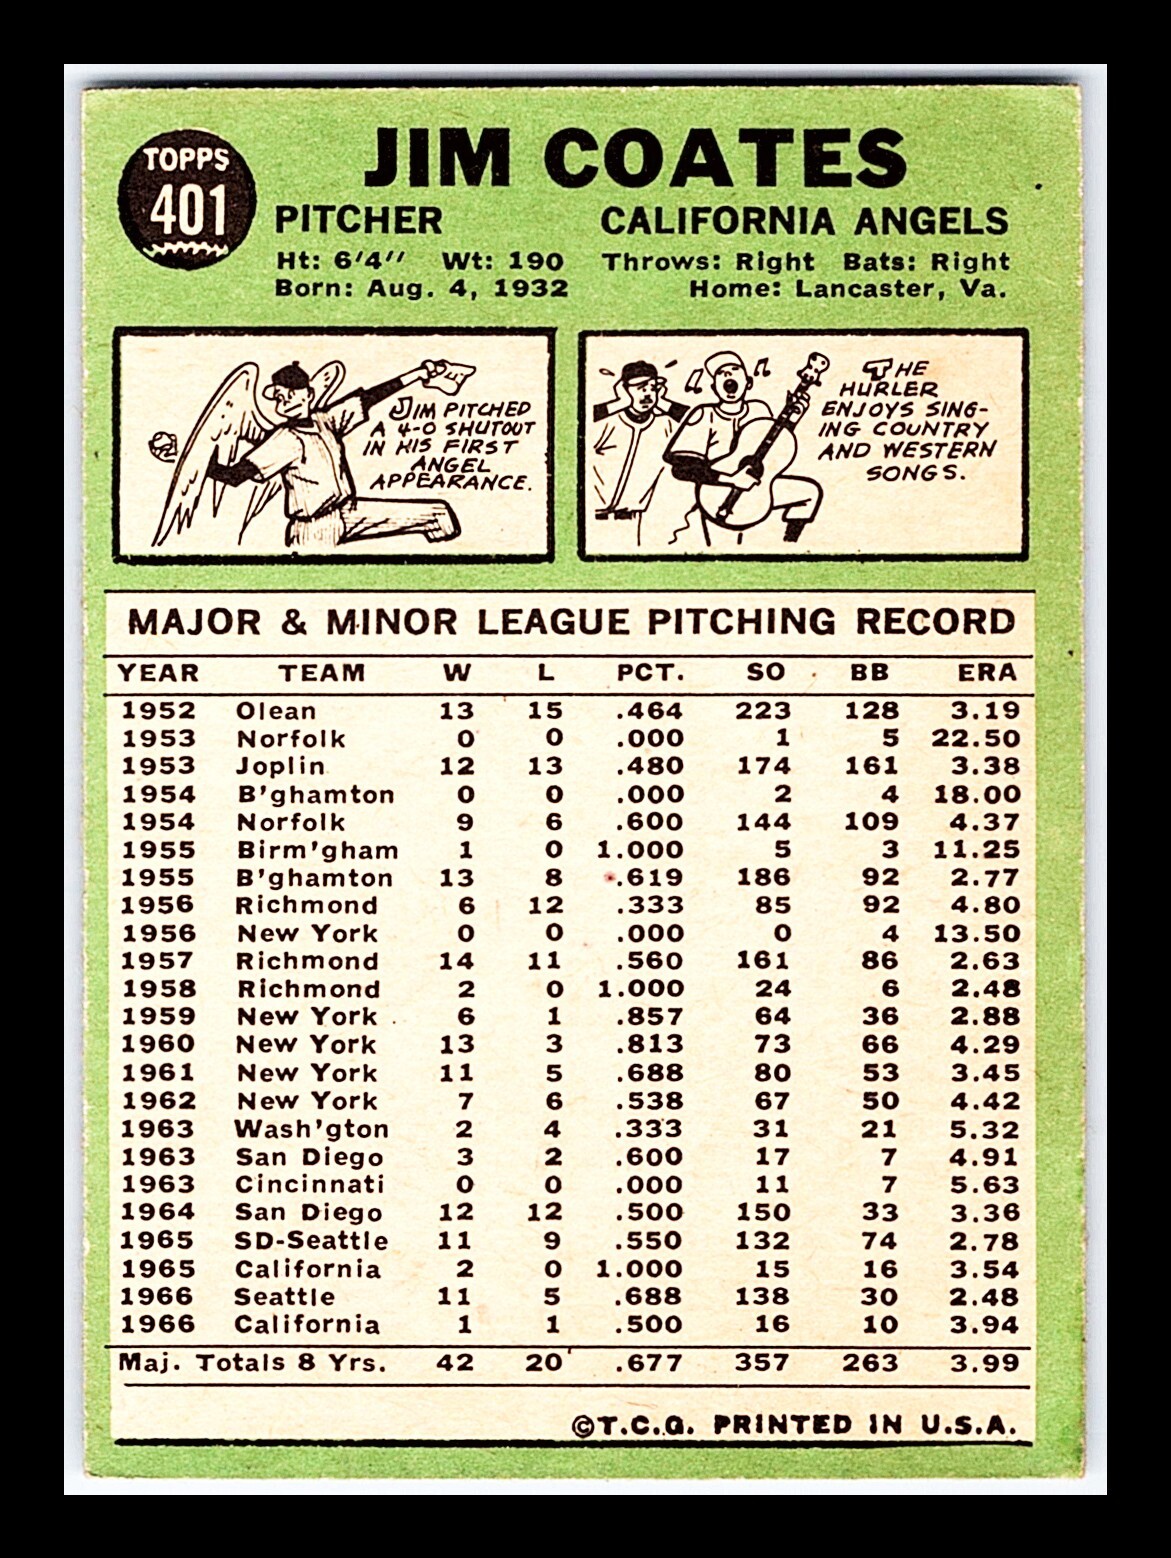 TOPPS
401
JIM COATES
PITCHER CALIFORNIA ANGELS
Ht: 6'4" Wt: 190 Throws: Right Bats: Right
Born: Aug. 4, 1932 Home: Lancaster, Va.
JIM PITCHED
A 4-0 SHUTOUT
IN HIS FIRST
ANGEL
APPEARANCE.
THE
HURLER
ENJOYS SING-
ING COUNTRY
AND WESTERN
SONGS.
MAJOR & MINOR LEAGUE PITCHING RECORD
YEAR TEAM W L PCT. SO BB ERA
1952 Olean 13 15 .464 223 128 3.19
1953 Norfolk 0 0 .000 1 5 22.50
1953 Joplin 12 13 .480 174 161 3.38
1954 B'ghamton 0 0 .000 2 4 18.00
1954 Norfolk 9 6 .600 144 109 4.37
1955 Birm'gham 1 0 1.000 5 3 11.25
1955 B'ghamton 13 8 .619 186 92 2.77
1956 Richmond 6 12 .333 85 92 4.80
1956 New York 0 0 .000 0 4 13.50
1957 Richmond 14 11 .560 161 86 2.63
1958 Richmond 2 0 1.000 24 6 2.48
1959 New York 6 1 .857 64 36 2.88
1960 New York 13 3 .813 73 66 4.29
1961 New York 11 5 .688 80 53 3.45
1962 New York 7 6 .538 67 50 4.42
1963 Wash'gton 2 4 .333 31 21 5.32
1963 San Diego 3 2 .600 17 7 4.91
1963 Cincinnati 0 0 .000 11 7 5.63
1964 San Diego 12 12 .500 150 33 3.36
1965 SD-Seattle 11 9 .550 132 74 2.78
1965 California 2 0 1.000 15 16 3.54
1966 Seattle 11 5 .688 138 30 2.48
1966 California 1 1 .500 16 10 3.94
Maj. Totals 8 Yrs. 42 20 .677 357 263 3.99
©T.C.G. PRINTED IN U.S.A.